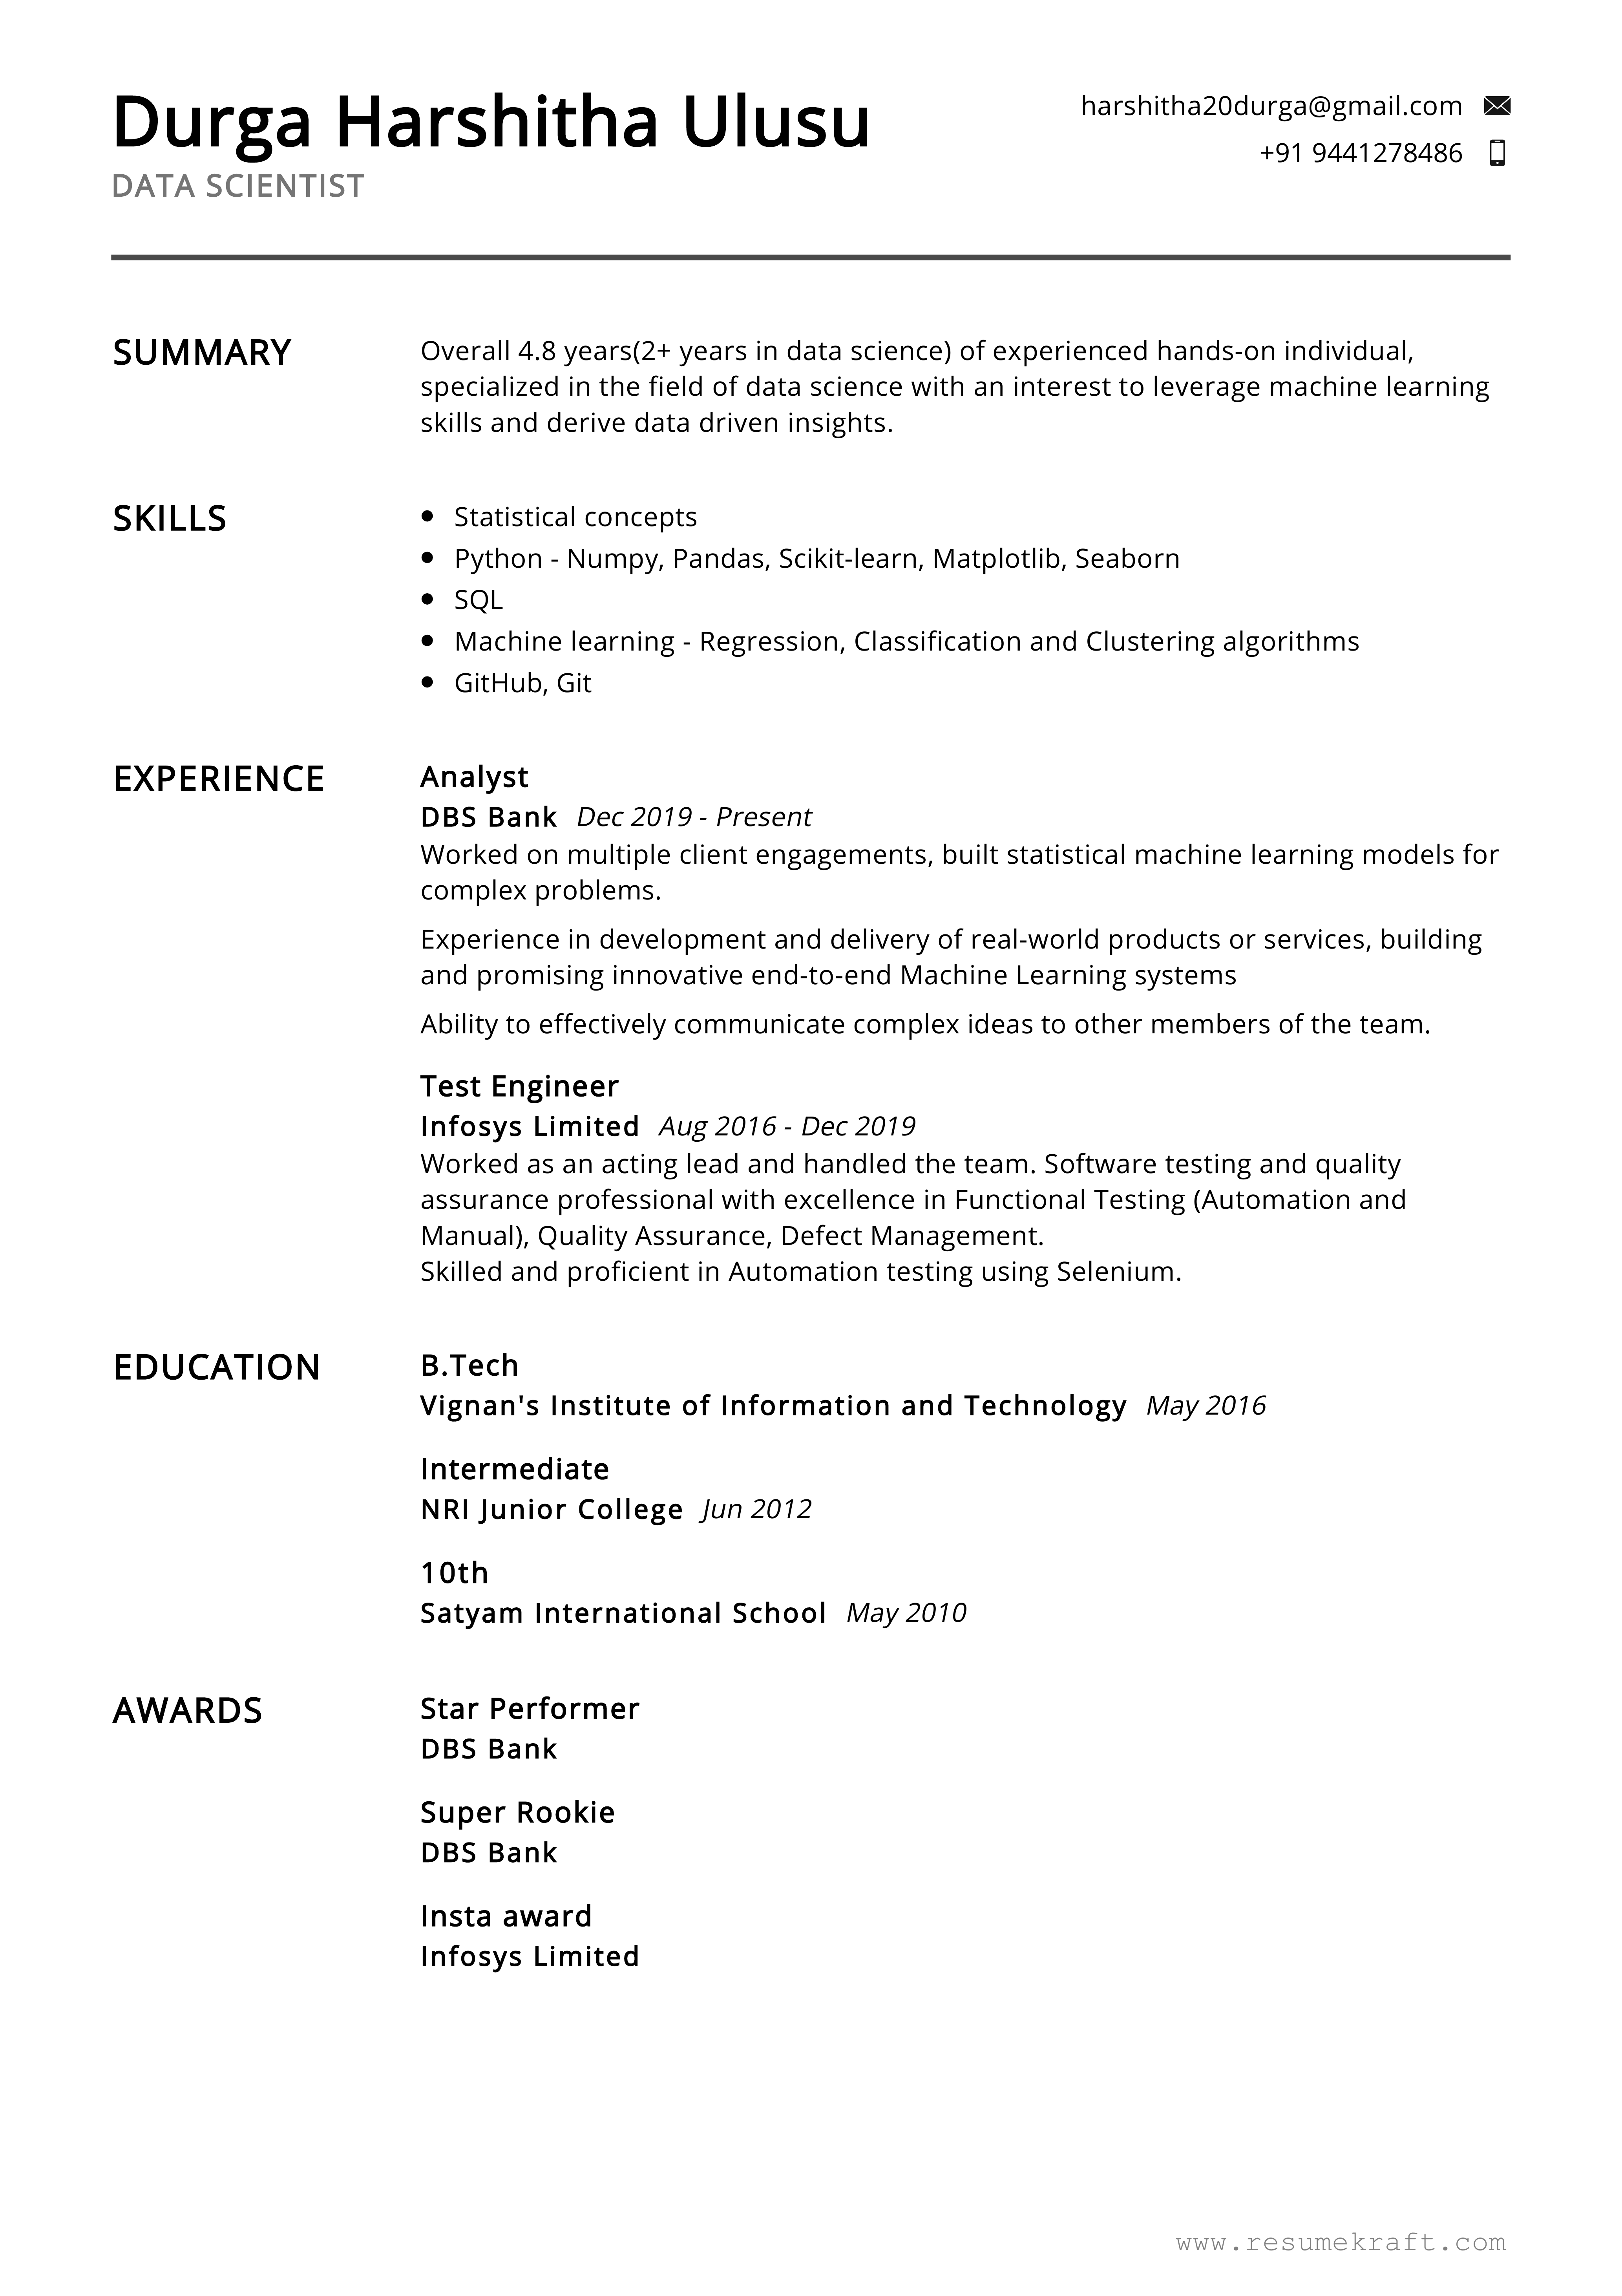 Durga Harshitha Ulusu
DATA SCIENTIST
harshitha20durga@gmail.com
+91 9441278486
SUMMARY
Overall 4.8 years(2+ years in data science) of experienced hands-on individual,
specialized in the field of data science with an interest to leverage machine learning
skills and derive data driven insights.
SKILLS
• Statistical concepts
• Python - Numpy, Pandas, Scikit-learn, Matplotlib, Seaborn
• SQL
• Machine learning - Regression, Classification and Clustering algorithms
• GitHub, Git
EXPERIENCE
Analyst
DBS Bank Dec 2019 - Present
Worked on multiple client engagements, built statistical machine learning models for
complex problems.
Experience in development and delivery of real-world products or services, building
and promising innovative end-to-end Machine Learning systems
Ability to effectively communicate complex ideas to other members of the team.
Test Engineer
Infosys Limited Aug 2016 - Dec 2019
Worked as an acting lead and handled the team. Software testing and quality
assurance professional with excellence in Functional Testing (Automation and
Manual), Quality Assurance, Defect Management.
Skilled and proficient in Automation testing using Selenium.
EDUCATION
B.Tech
Vignan's Institute of Information and Technology May 2016
Intermediate
NRI Junior College Jun 2012
10th
Satyam International School May 2010
AWARDS
Star Performer
DBS Bank
Super Rookie
DBS Bank
Insta award
Infosys Limited
www.resumekraft.com